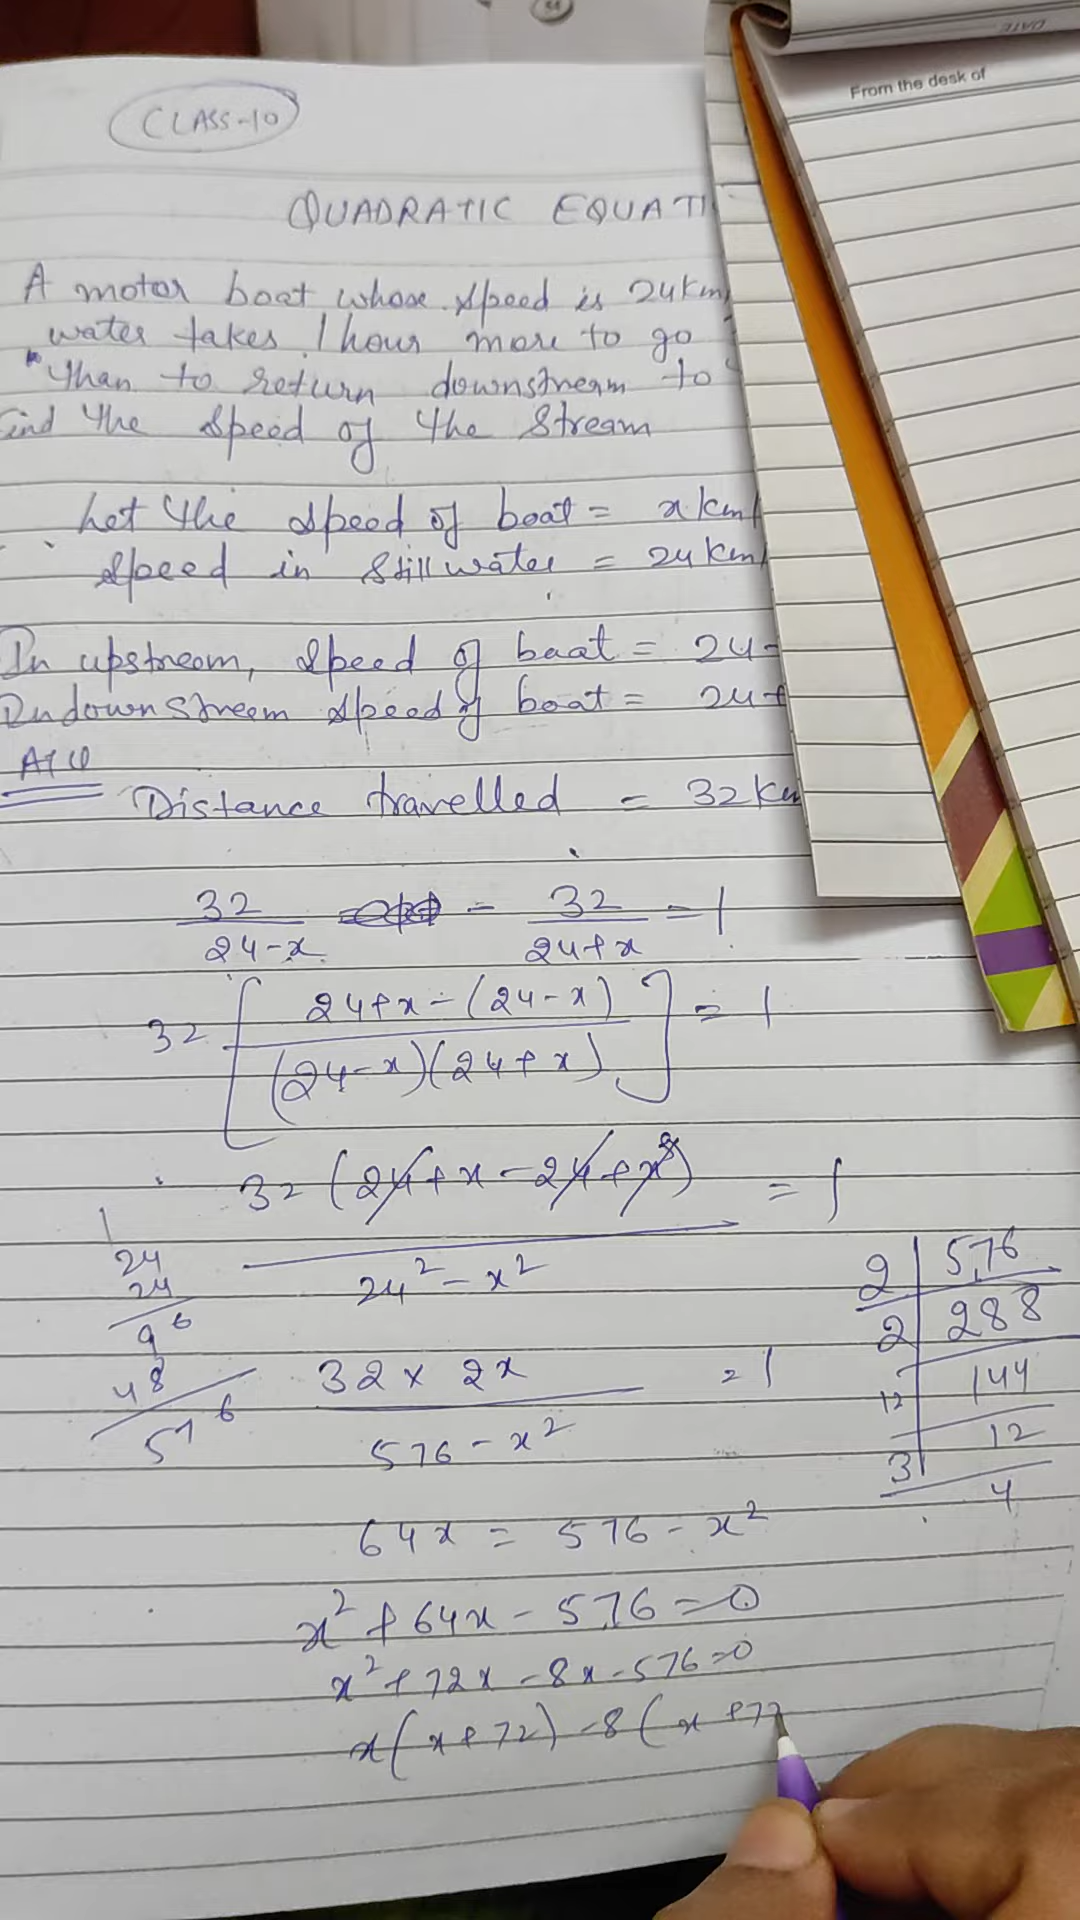 DATE
From the desk of
CLASS-10
QUADRATIC EQUATI
A motor boat whose speed is 24km/
water takes 1 hour more to go
than to return downstream to
Find the speed of the stream
Let the speed of boat = x km/
Speed in still water = 24 km/
In upstream, speed of boat = 24-
In downstream speed of boat = 24+
ATQ
Distance travelled = 32 Km
32/(24-x) - 32/(24+x) = 1
32 [ (24+x-(24-x)) / ((24-x)(24+x)) ] = 1
32 (24+x-24+x) / (24²-x²) = 1
24
24
96
48
576
2 | 576
2 | 288
12 | 144
12
3 | 4
32 x 2x / (576-x²) = 1
64x = 576-x²
x²+64x-576=0
x²+72x-8x-576=0
x(x+72)-8(x+72